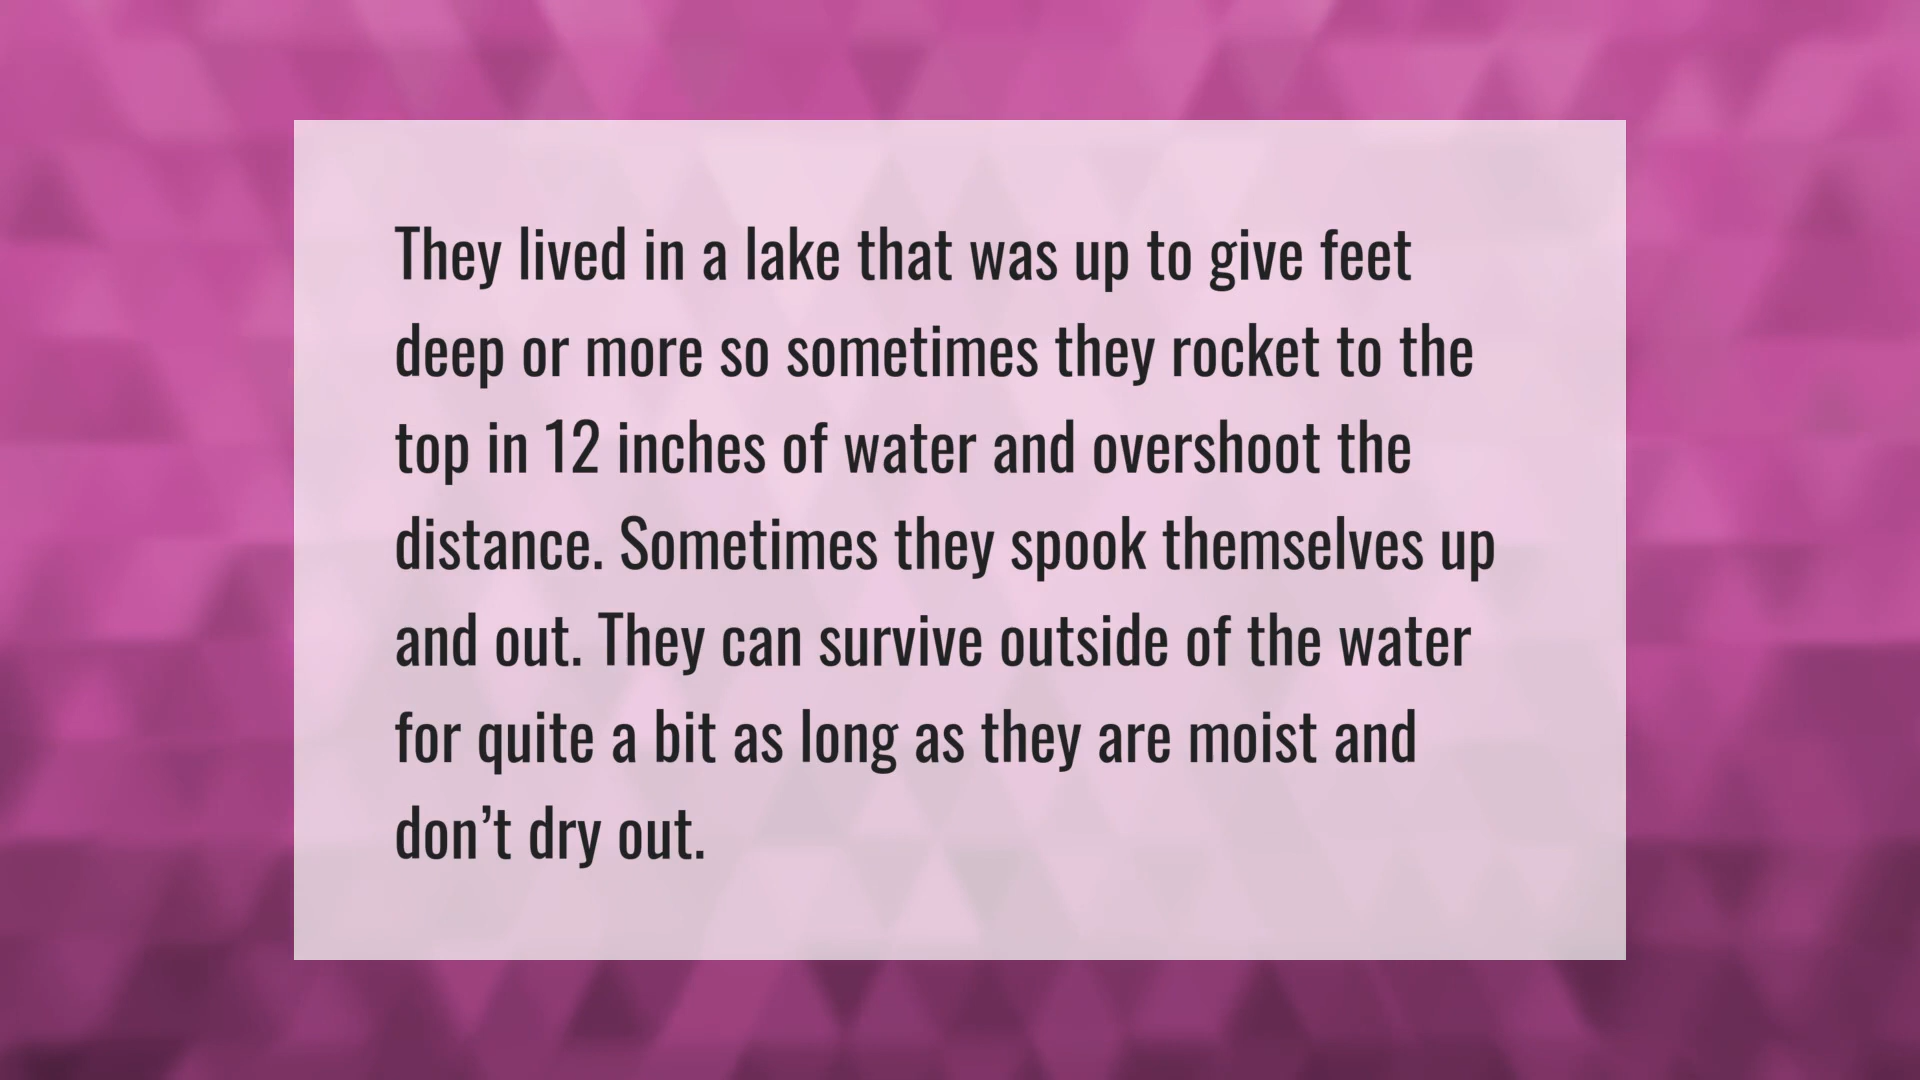 They lived in a lake that was up to give feet
deep or more so sometimes they rocket to the
top in 12 inches of water and overshoot the
distance. Sometimes they spook themselves up
and out. They can survive outside of the water
for quite a bit as long as they are moist and
don’t dry out.